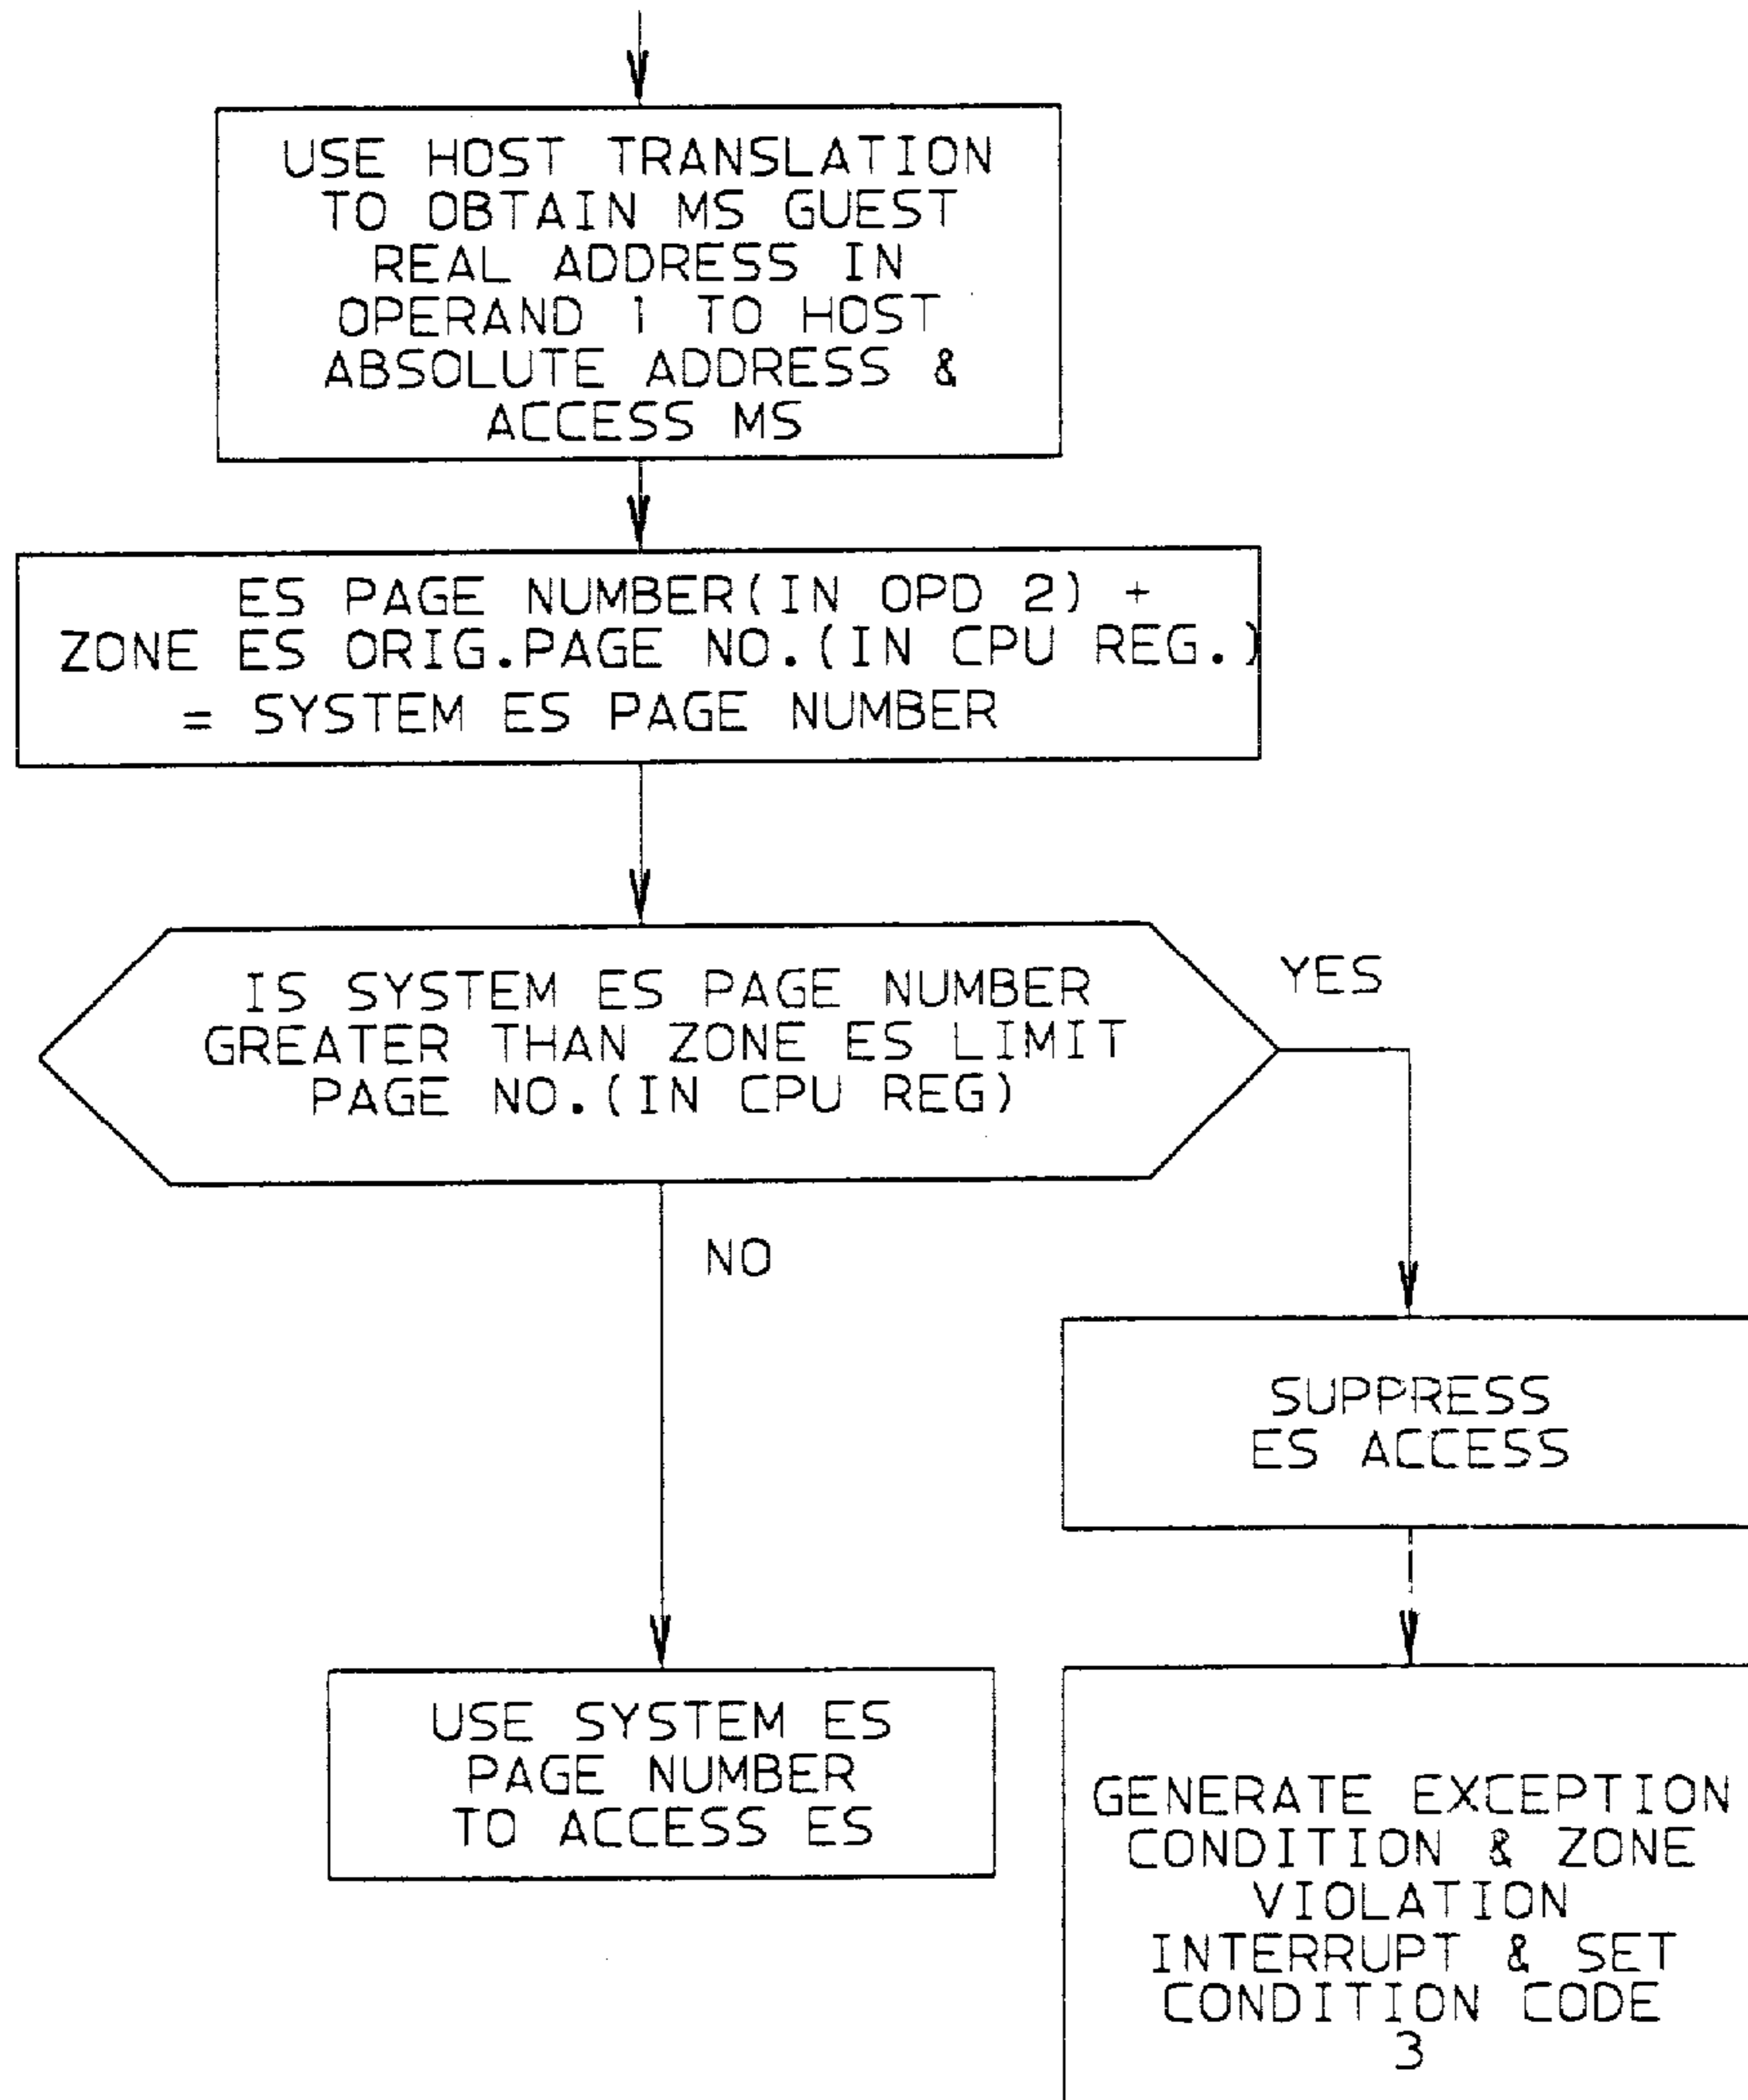 USE HOST TRANSLATION
TO OBTAIN MS GUEST
REAL ADDRESS IN
OPERAND 1 TO HOST
ABSOLUTE ADDRESS &
ACCESS MS
ES PAGE NUMBER(IN OPD 2) +
ZONE ES ORIG.PAGE NO.(IN CPU REG.)
= SYSTEM ES PAGE NUMBER
IS SYSTEM ES PAGE NUMBER
GREATER THAN ZONE ES LIMIT
PAGE NO.(IN CPU REG)
YES
NO
SUPPRESS
ES ACCESS
USE SYSTEM ES
PAGE NUMBER
TO ACCESS ES
GENERATE EXCEPTION
CONDITION & ZONE
VIOLATION
INTERRUPT & SET
CONDITION CODE
3